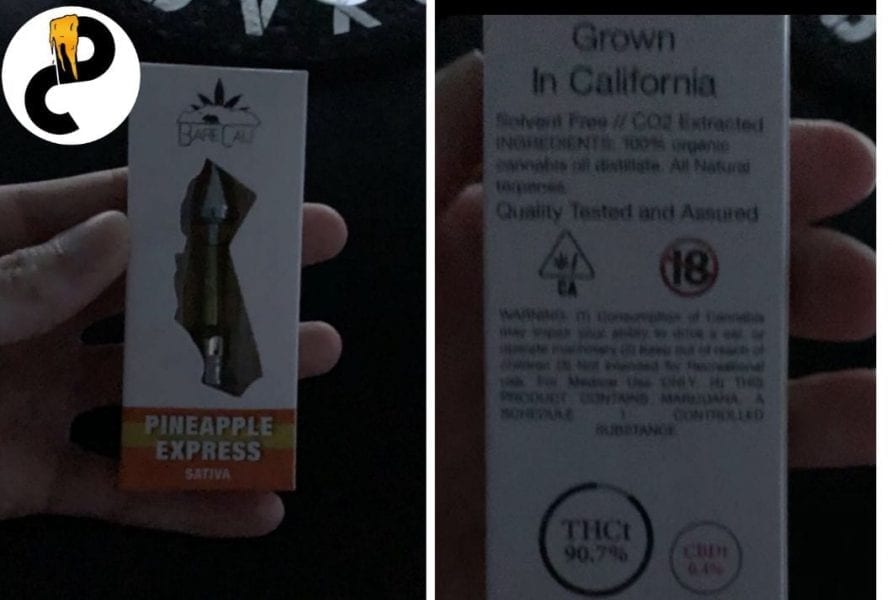 BARECALI
PINEAPPLE
EXPRESS
SATIVA
Grown
In California
Solvent Free // CO2 Extracted
INGREDIENTS: 100% organic
cannabis oil distillate. All Natural
terpenes.
Quality Tested and Assured
CA
18
WARNING: (1) Consumption of Cannabis
may impair your ability to drive a car or
operate machinery (2) Keep out of reach of
children (3) Not intended for Recreational
use. For Medical Use ONLY. (4) THIS
PRODUCT CONTAINS MARIJUANA, A
SCHEDULE 1 CONTROLLED
SUBSTANCE
THCt
90.7%
CBDt
0.4%